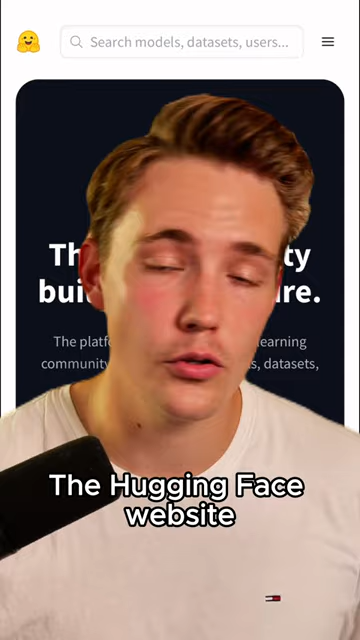 Search models, datasets, users...
Th ty
bui re.
The platf learning
community s, datasets,
The Hugging Face
website